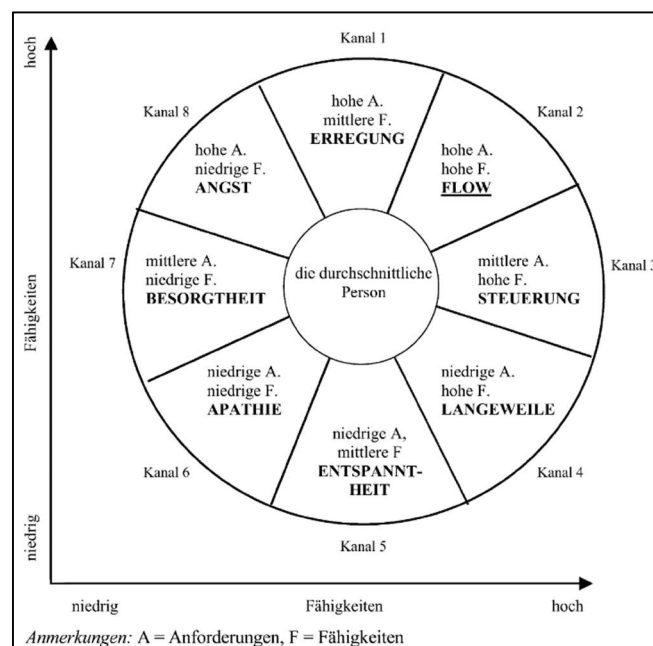 Kanal 1
hoch
Kanal 8
Kanal 2
hohe A.
mittlere F.
ERREGUNG
hohe A.
niedrige F.
ANGST
hohe A.
hohe F.
FLOW
Kanal 7
mittlere A.
niedrige F.
BESORGTHEIT
die durchschnittliche
Person
mittlere A.
hohe F.
STEUERUNG
Kanal 3
Fähigkeiten
niedrige A.
niedrige F.
APATHIE
niedrige A.
hohe F.
LANGEWEILE
niedrige A,
mittlere F
ENTSPANNT-
HEIT
Kanal 6
Kanal 4
Kanal 5
niedrig
niedrig Fähigkeiten hoch
Anmerkungen: A = Anforderungen, F = Fähigkeiten